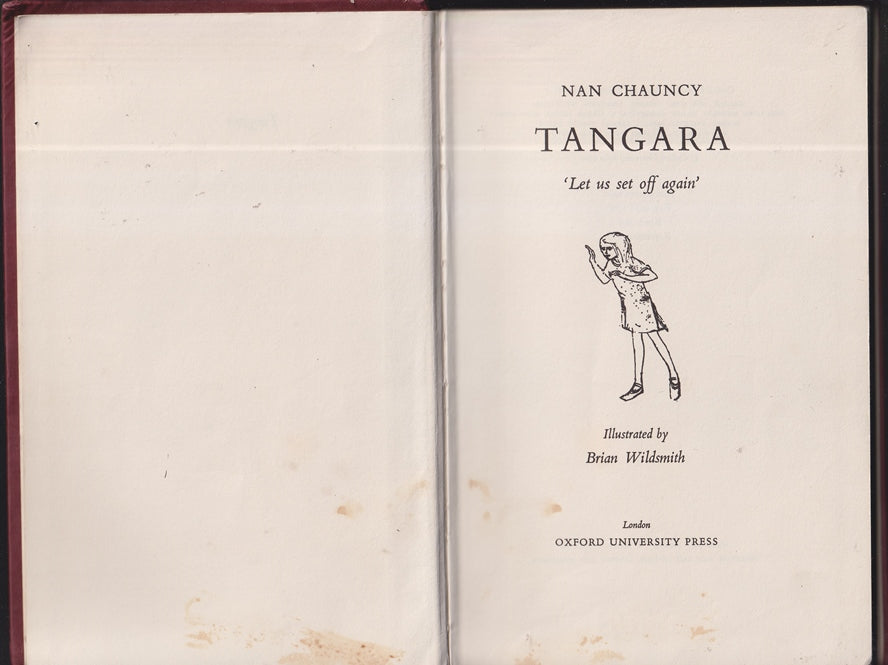 NAN CHAUNCY
TANGARA
‘Let us set off again’
Illustrated by
Brian Wildsmith
London
OXFORD UNIVERSITY PRESS